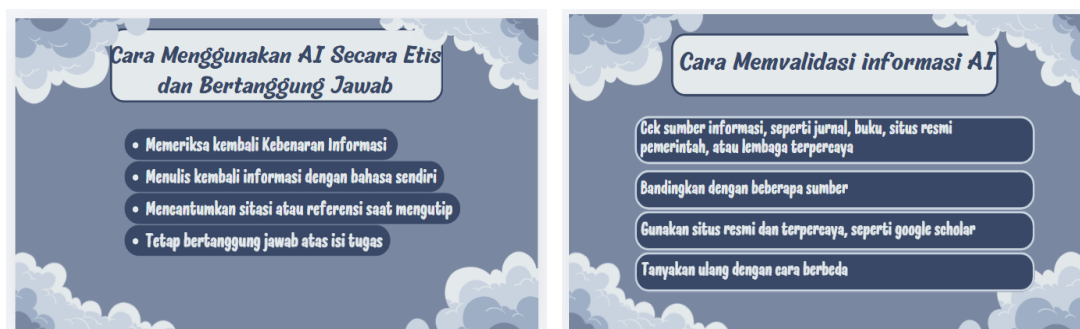 Cara Menggunakan AI Secara Etis
dan Bertanggung Jawab
• Memeriksa kembali Kebenaran Informasi
• Menulis kembali informasi dengan bahasa sendiri
• Mencantumkan sitasi atau referensi saat mengutip
• Tetap bertanggung jawab atas isi tugas
Cara Memvalidasi informasi AI
Cek sumber informasi, seperti jurnal, buku, situs resmi
pemerintah, atau lembaga terpercaya
Bandingkan dengan beberapa sumber
Gunakan situs resmi dan terpercaya, seperti google scholar
Tanyakan ulang dengan cara berbeda